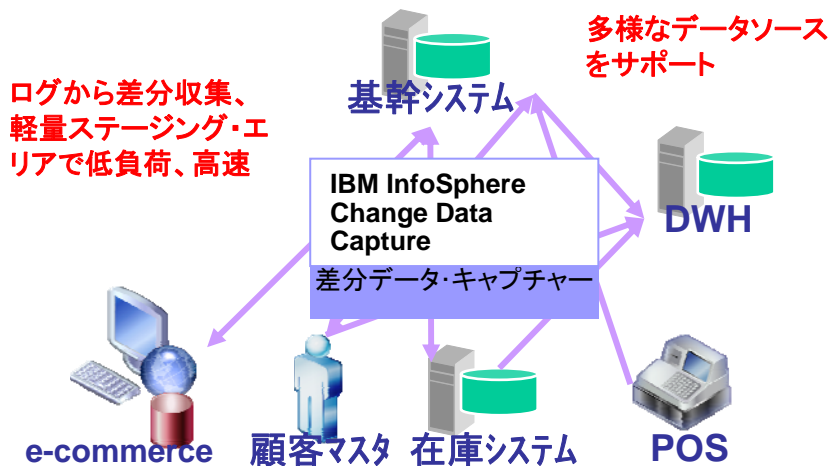 多様なデータソース
をサポート
ログから差分収集、
軽量ステージング・エ
リアで低負荷、高速
基幹システム
IBM InfoSphere
Change Data
Capture
差分データ・キャプチャー
DWH
e-commerce
顧客マスタ
在庫システム
POS